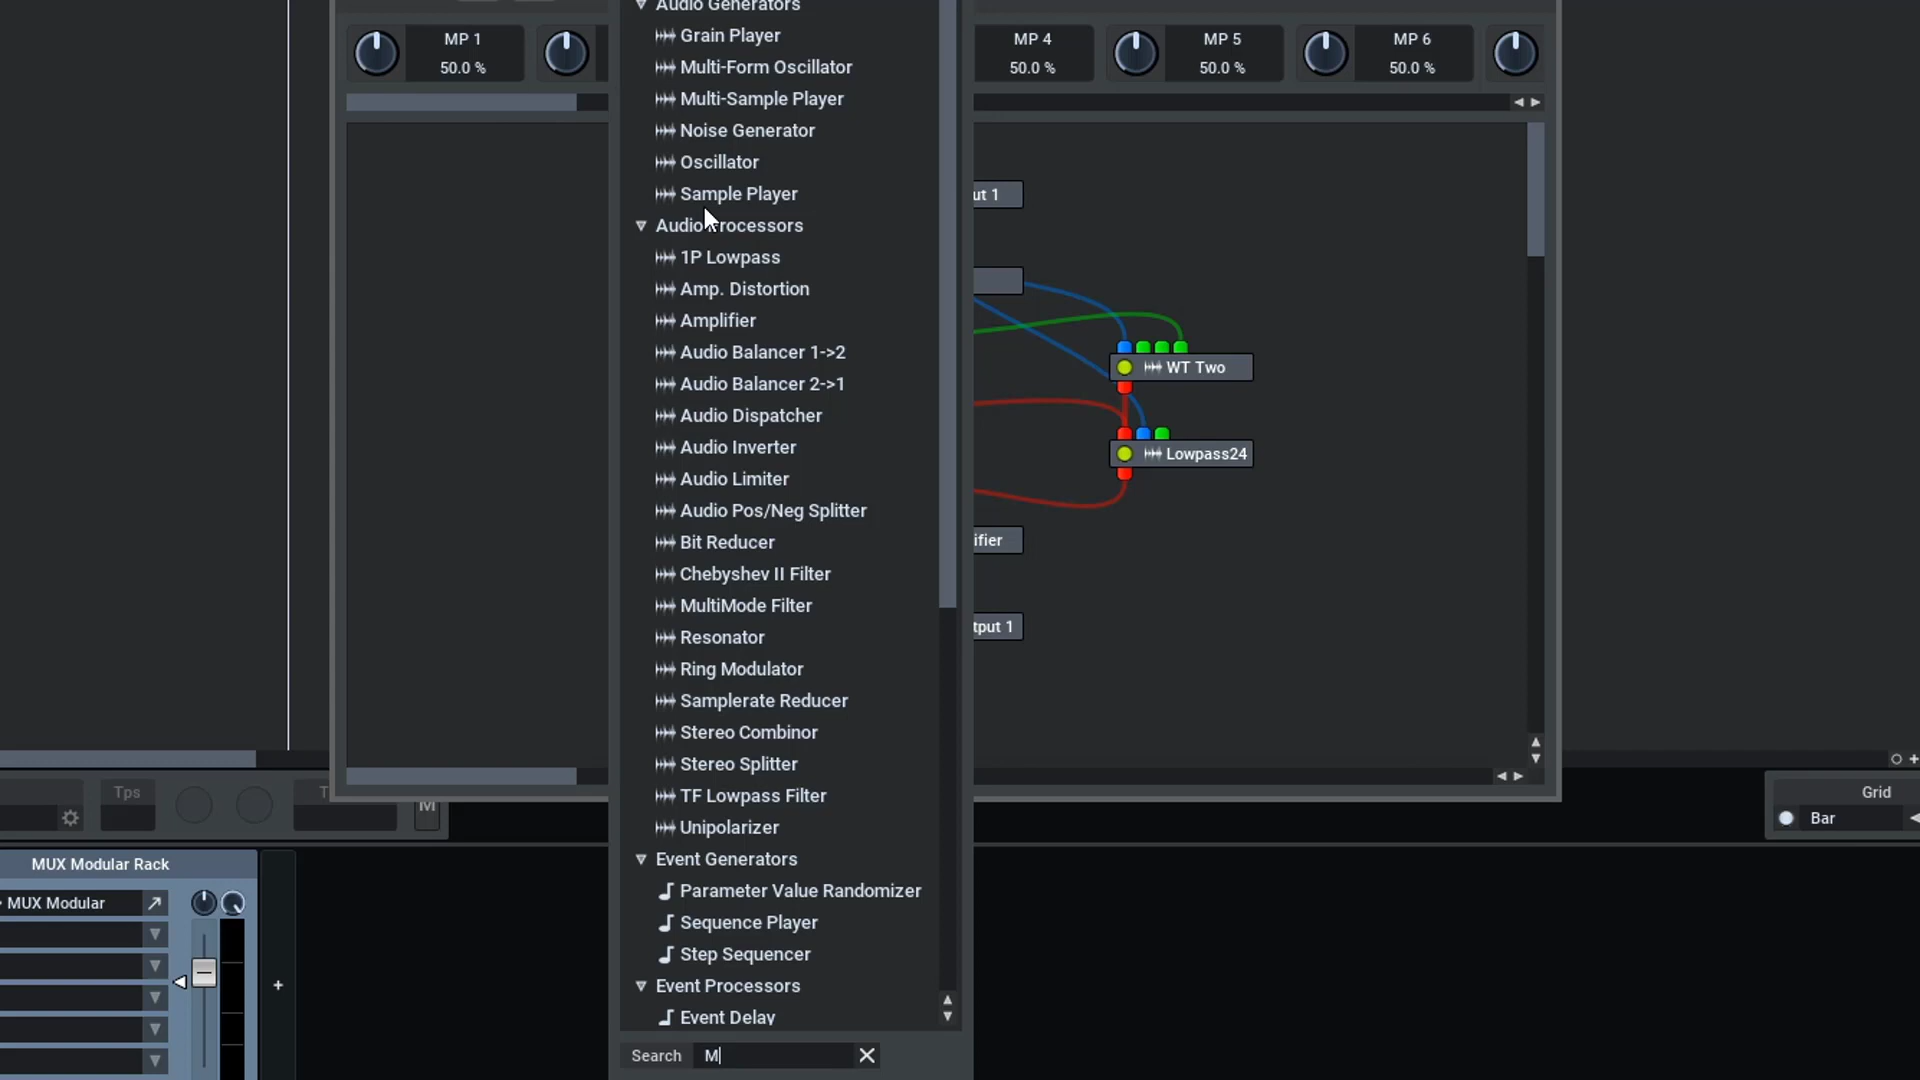 Audio Generators
Grain Player
Multi-Form Oscillator
Multi-Sample Player
Noise Generator
Oscillator
Sample Player
Audio Processors
1P Lowpass
Amp. Distortion
Amplifier
Audio Balancer 1->2
Audio Balancer 2->1
Audio Dispatcher
Audio Inverter
Audio Limiter
Audio Pos/Neg Splitter
Bit Reducer
Chebyshev II Filter
MultiMode Filter
Resonator
Ring Modulator
Samplerate Reducer
Stereo Combinor
Stereo Splitter
TF Lowpass Filter
Unipolarizer
Event Generators
Parameter Value Randomizer
Sequence Player
Step Sequencer
Event Processors
Event Delay
Search M
MP 1
50.0 %
MP 4
50.0 %
MP 5
50.0 %
MP 6
50.0 %
ut 1
WT Two
Lowpass24
ifier
tput 1
Tps
T
M
Grid
Bar
MUX Modular Rack
MUX Modular
+